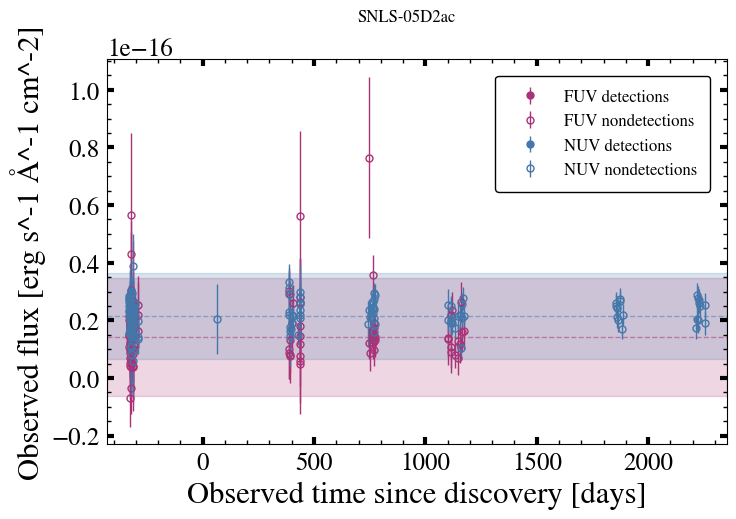 SNLS-05D2ac
1e−16
1.0
0.8
0.6
0.4
0.2
0.0
−0.2
0
500
1000
1500
2000
Observed flux [erg s^-1 Å^-1 cm^-2]
Observed time since discovery [days]
FUV detections
FUV nondetections
NUV detections
NUV nondetections